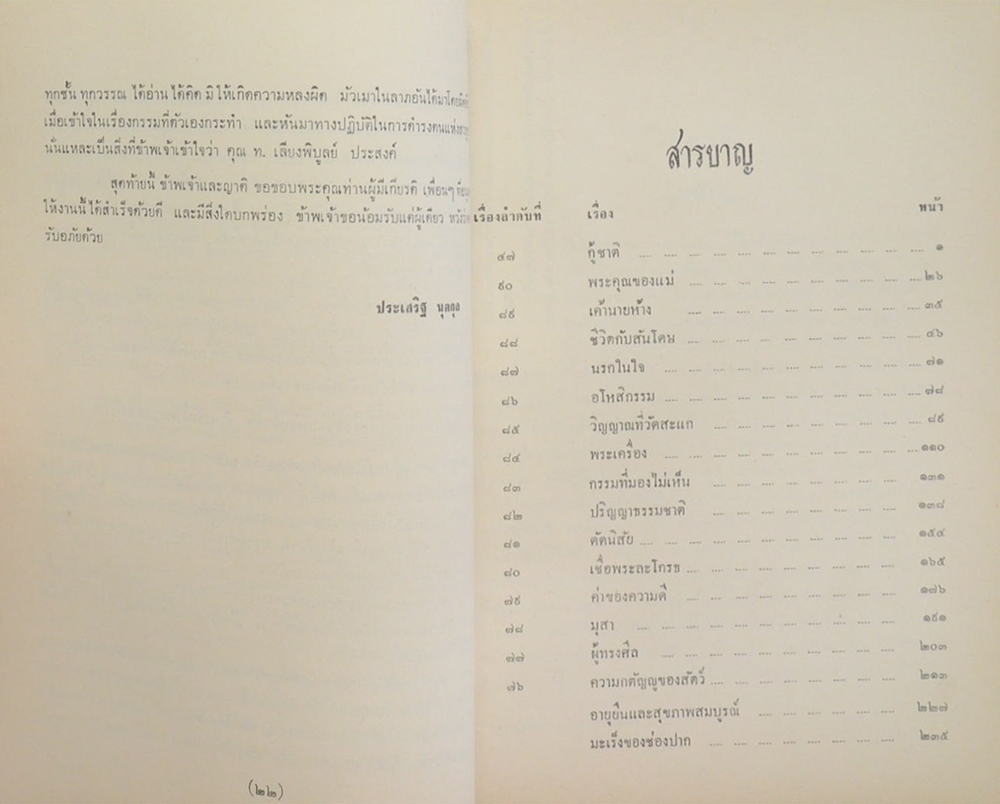 ทุกชั้น ทุกวรรณ ได้อ่าน ได้คิด มิให้เกิดความหลงผิด มัวเมาในลาภอันได้มาโดย
เมื่อเข้าใจในเรื่องกรรมที่ตัวเองกระทำ และหันมาทางปฏิบัติในการดำรงตนแห่ง
นั่นแหละเป็นสิ่งที่ข้าพเจ้าเข้าใจว่า คุณ ท. เลียงพิบูลย์ ประสงค์
สุดท้ายนี้ ข้าพเจ้าและญาติ ขอขอบพระคุณท่านผู้มีเกียรติ เพื่อนๆ
ให้งานนี้ได้สำเร็จด้วยดี และมีสิ่งใดบกพร่อง ข้าพเจ้าขอน้อมรับแต่ผู้เดียว
รับอภัยด้วย
ประเสริฐ
(๒๒)
สารบาญ
เรื่องลำดับที่ เรื่อง หน้า
๔๗ กู้ชาติ .... .... .... .... .... .... .... .... .... .... .... ๑
๙๐ พระคุณของแม่ .... .... .... .... .... .... .... .... .... ....๒๖
๘๙ เค้านายห้าง .... .... .... .... .... .... .... .... .... ....๓๕
๘๘ ชีวิตกับสันโดษ .... .... .... .... .... .... .... .... .... .... ๔๖
๘๗ นรกในใจ .... .... .... .... .... .... .... .... .... .... ....๗๑
๘๖ อโหสิกรรม .... .... .... .... .... .... .... .... .... .... ....๗๘
๘๕ วิญญาณที่วัดสะแก .... .... .... .... .... .... .... .... .... ๘๙
๘๔ พระเครื่อง .... .... .... .... .... .... .... .... .... .... ....๑๑๐
๘๓ กรรมที่มองไม่เห็น .... .... .... .... .... .... .... .... ๑๓๑
๘๒ ปริญญาธรรมชาติ .... .... .... .... .... .... .... .... ๑๓๘
๘๑ ดัดนิสัย .... .... .... .... .... .... .... .... .... .... .... ๑๕๔
๘๐ เชื่อพระละโกรธ .... .... .... .... .... .... .... .... .... ๑๖๕
๗๙ ค่าของความดี .... .... .... .... .... .... .... .... .... ๑๗๖
๗๘ มุสา .... .... .... .... .... .... .... .... .... .... .... ๑๙๑
๗๗ ผู้ทรงศีล .... .... .... .... .... .... .... .... .... .... ๒๐๓
๗๖ ความกตัญญูของสัตว์ .... .... .... .... .... .... .... .... ๒๑๓
อายุยืนและสุขภาพสมบูรณ์ .... .... .... .... .... .... ๒๒๗
มะเร็งของช่องปาก .... .... .... .... .... .... .... .... .... ๒๓๕